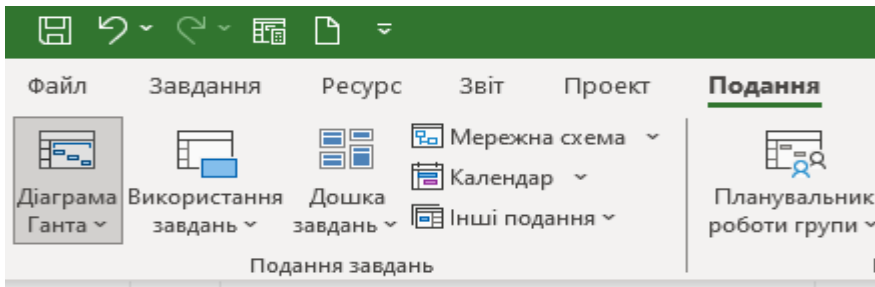 Файл Завдання Ресурс Звіт Проект Подання
Діаграма
Ганта
Використання
завдань
Дошка
завдань
Мережна схема
Календар
Інші подання
Планувальник
роботи групи
Подання завдань